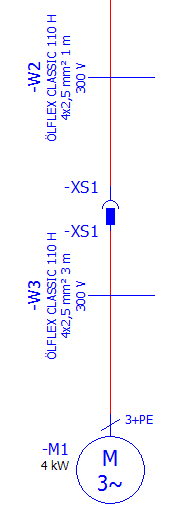 -W2
ÖLFLEX CLASSIC 110 H
4x2,5 mm² 1 m
300 V
-XS1
-XS1
-W3
ÖLFLEX CLASSIC 110 H
4x2,5 mm² 3 m
300 V
3+PE
-M1
4 kW
M
3~